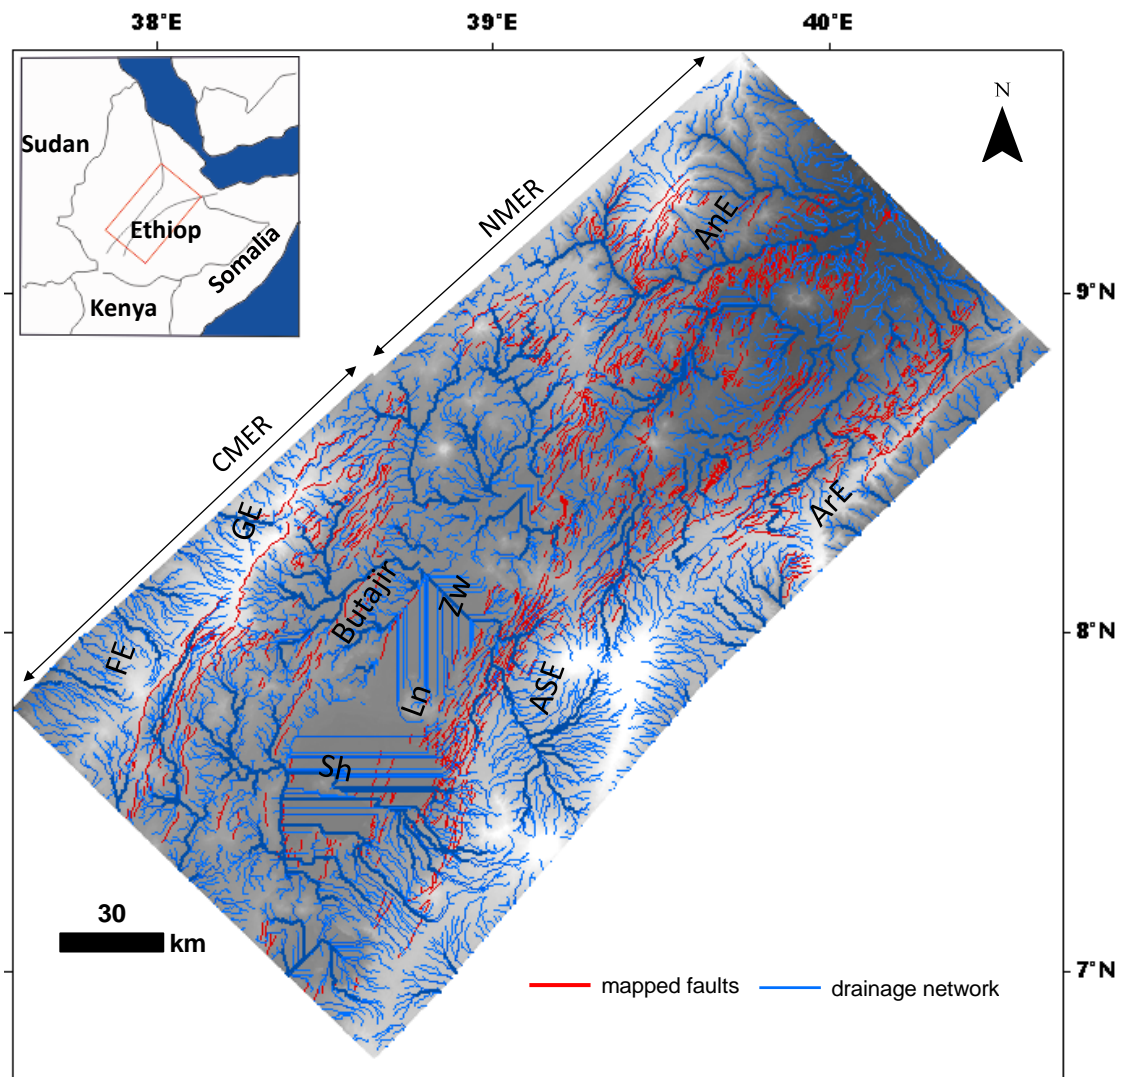 38°E 39°E 40°E
N
Sudan
Ethiop
Somalia
Kenya
NMER
AnE
9°N
CMER
GE
ArE
Butajir
Zw
8°N
FE
ASE
Ln
Sh
30
km
7°N
mapped faults drainage network